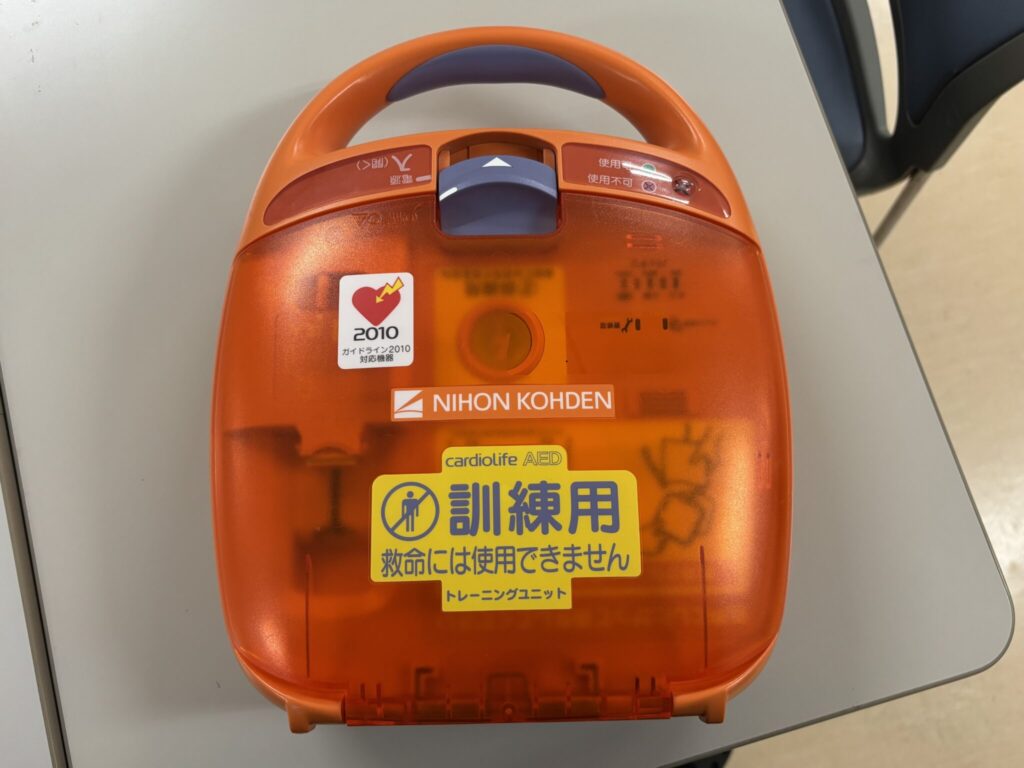 電源
入(開く)
使用可
使用不可
2010
ガイドライン2010
対応機器
NIHON KOHDEN
cardiolife AED
訓練用
救命には使用できません
トレーニングユニット